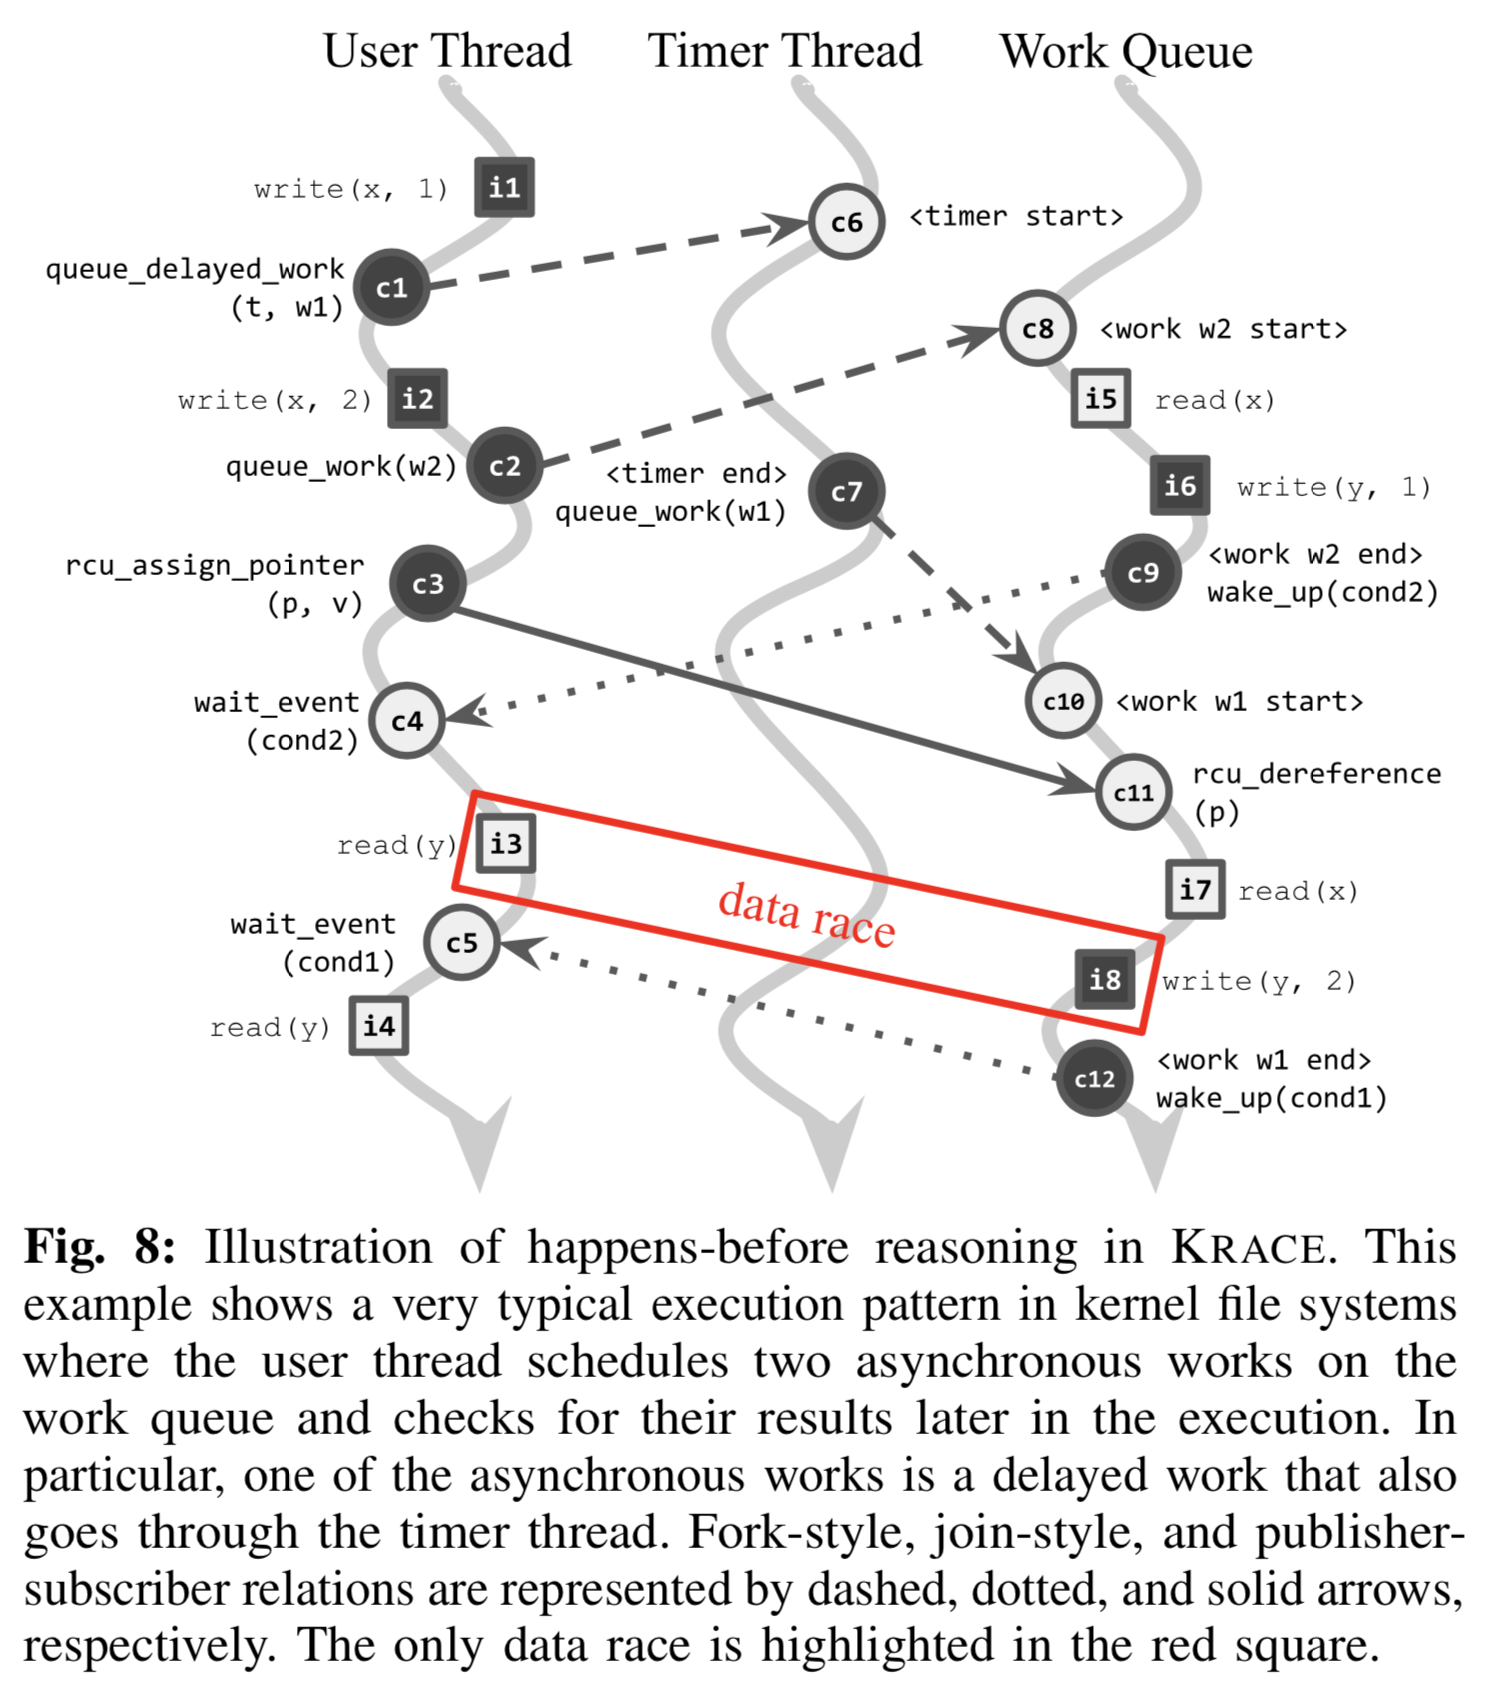 User Thread
Timer Thread
Work Queue
write(x, 1)
i1
c6
<timer start>
queue_delayed_work
(t, w1)
c1
c8
<work w2 start>
write(x, 2)
i2
i5
read(x)
queue_work(w2)
c2
<timer end>
queue_work(w1)
c7
i6
write(y, 1)
rcu_assign_pointer
(p, v)
c3
c9
<work w2 end>
wake_up(cond2)
wait_event
(cond2)
c4
c10
<work w1 start>
c11
rcu_dereference
(p)
read(y)
i3
data race
i7
read(x)
wait_event
(cond1)
c5
i8
write(y, 2)
read(y)
i4
c12
<work w1 end>
wake_up(cond1)
Fig. 8: Illustration of happens-before reasoning in KRACE. This
example shows a very typical execution pattern in kernel file systems
where the user thread schedules two asynchronous works on the
work queue and checks for their results later in the execution. In
particular, one of the asynchronous works is a delayed work that also
goes through the timer thread. Fork-style, join-style, and publisher-
subscriber relations are represented by dashed, dotted, and solid arrows,
respectively. The only data race is highlighted in the red square.